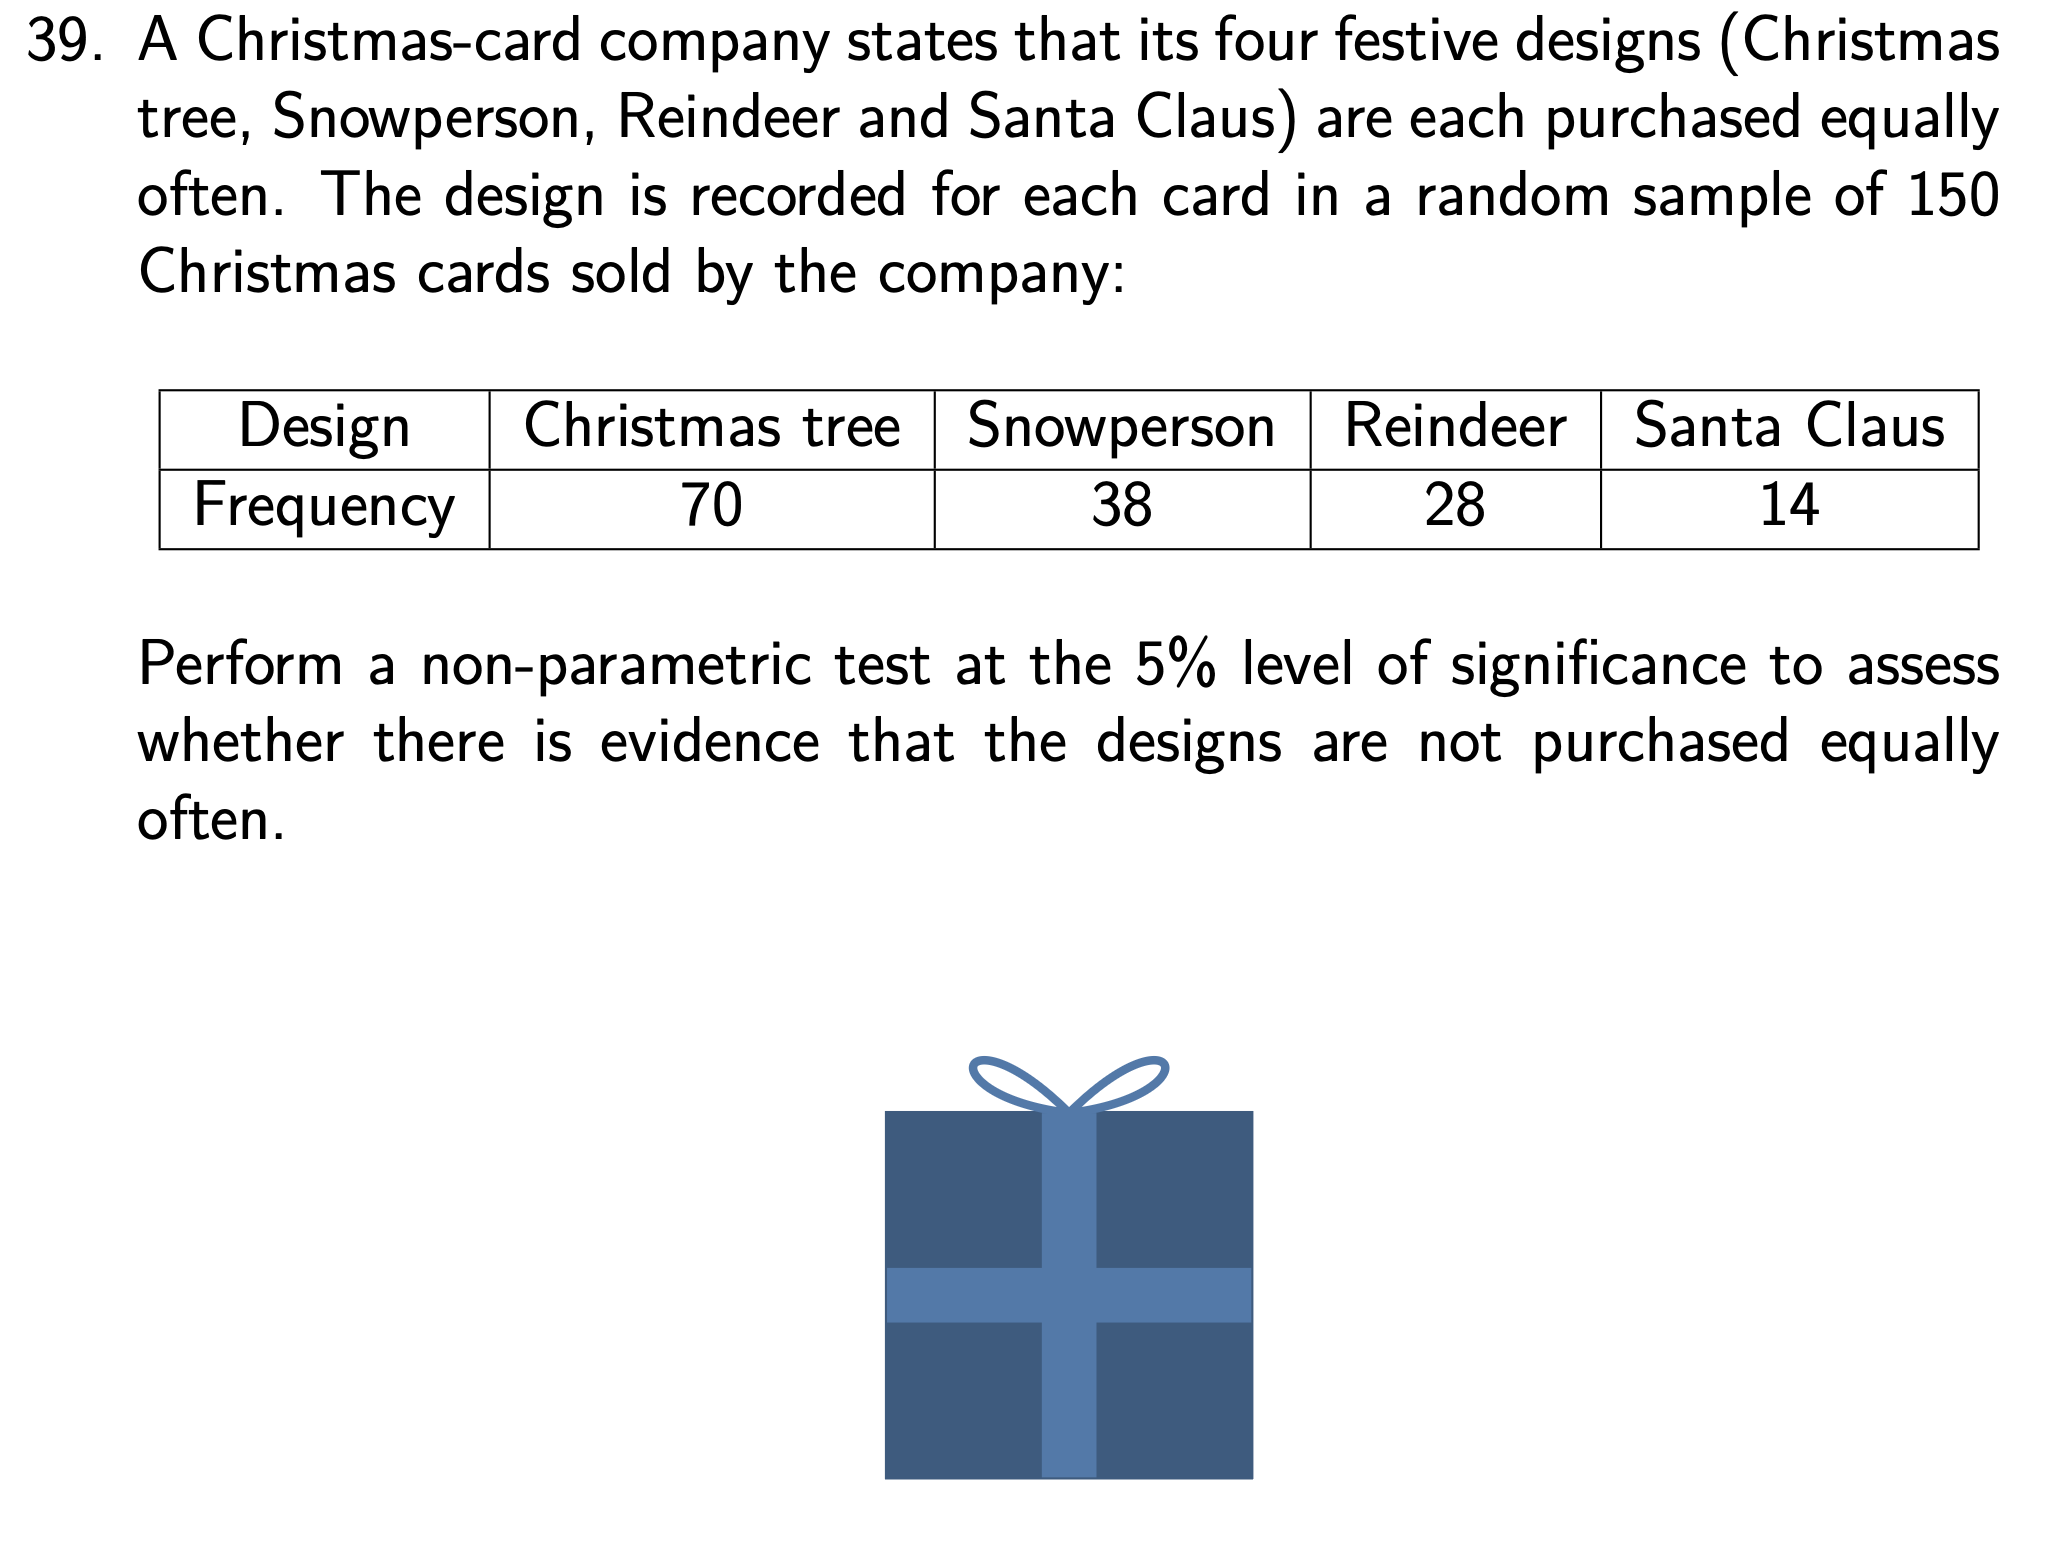 39. A Christmas-card company states that its four festive designs (Christmas
tree, Snowperson, Reindeer and Santa Claus) are each purchased equally
often. The design is recorded for each card in a random sample of 150
Christmas cards sold by the company:
Design Christmas tree Snowperson Reindeer Santa Claus
Frequency 70 38 28 14
Perform a non-parametric test at the 5% level of significance to assess
whether there is evidence that the designs are not purchased equally
often.